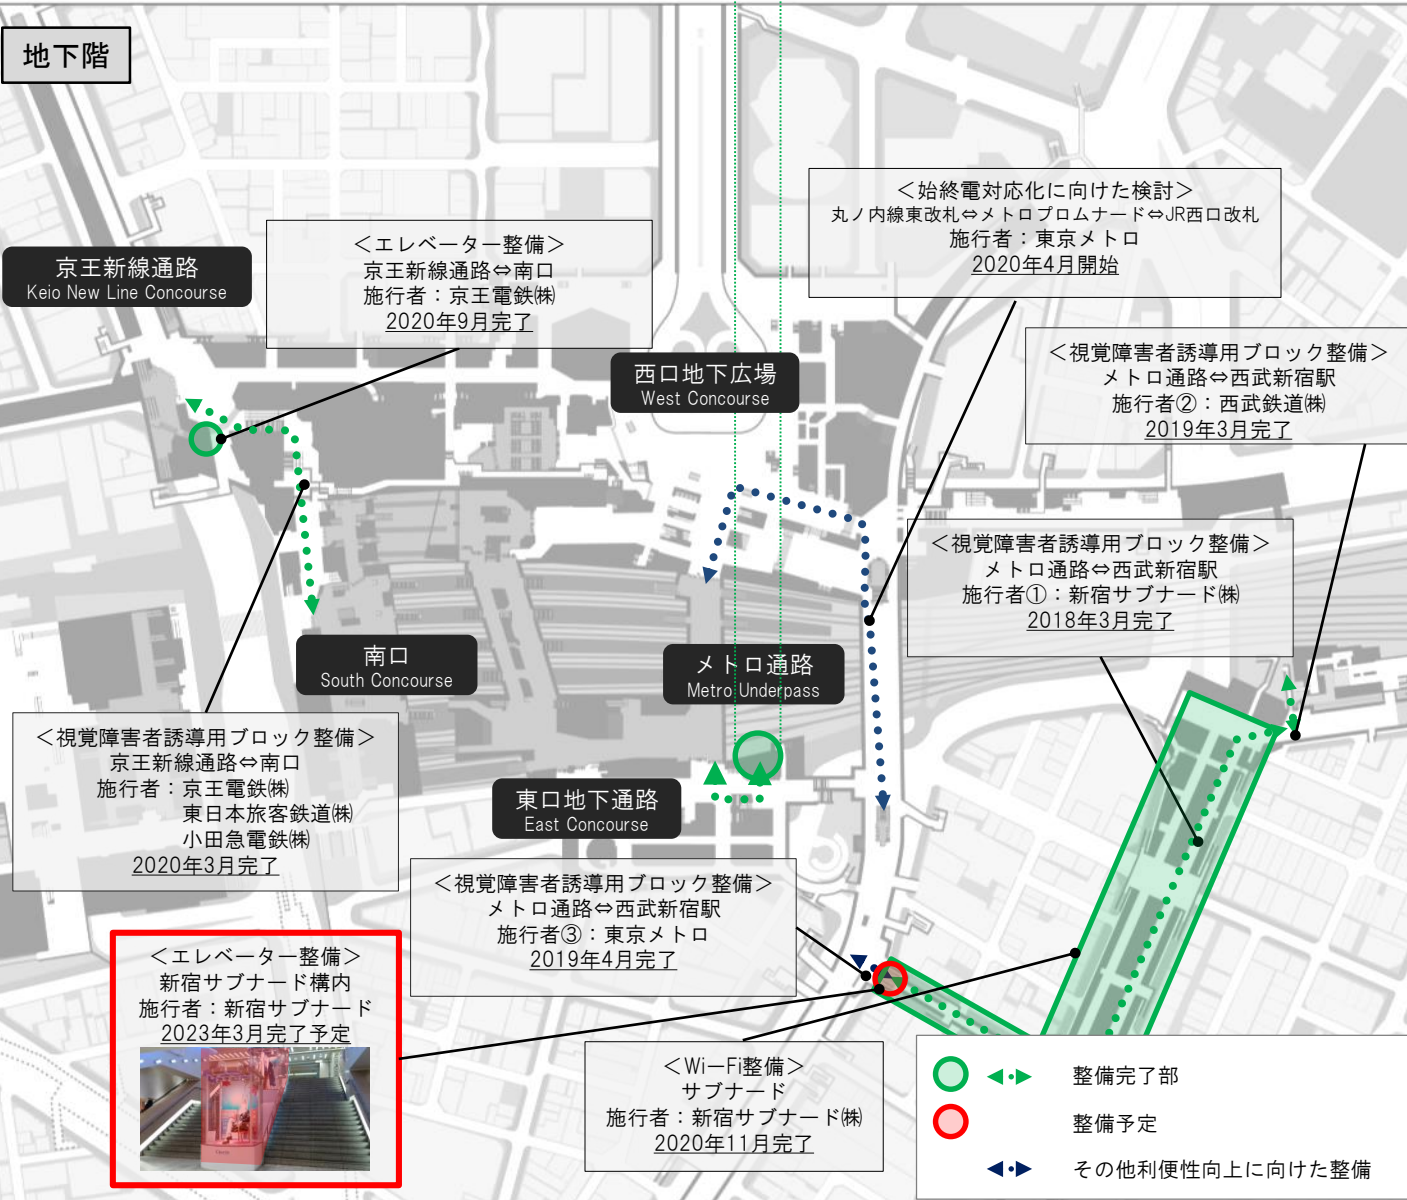 地下階
＜始終電対応化に向けた検討＞
丸ノ内線東改札⇔メトロプロムナード⇔JR西口改札
施行者：東京メトロ
2020年4月開始
＜エレベーター整備＞
京王新線通路⇔南口
施行者：京王電鉄㈱
2020年9月完了
京王新線通路
Keio New Line Concourse
＜視覚障害者誘導用ブロック整備＞
メトロ通路⇔西武新宿駅
施行者②：西武鉄道㈱
2019年3月完了
西口地下広場
West Concourse
＜視覚障害者誘導用ブロック整備＞
メトロ通路⇔西武新宿駅
施行者①：新宿サブナード㈱
2018年3月完了
南口
South Concourse
メトロ通路
Metro Underpass
＜視覚障害者誘導用ブロック整備＞
京王新線通路⇔南口
施行者：京王電鉄㈱
東日本旅客鉄道㈱
小田急電鉄㈱
2020年3月完了
東口地下通路
East Concourse
＜視覚障害者誘導用ブロック整備＞
メトロ通路⇔西武新宿駅
施行者③：東京メトロ
2019年4月完了
＜エレベーター整備＞
新宿サブナード構内
施行者：新宿サブナード
2023年3月完了予定
＜Wi－Fi整備＞
サブナード
施行者：新宿サブナード㈱
2020年11月完了
整備完了部
整備予定
その他利便性向上に向けた整備